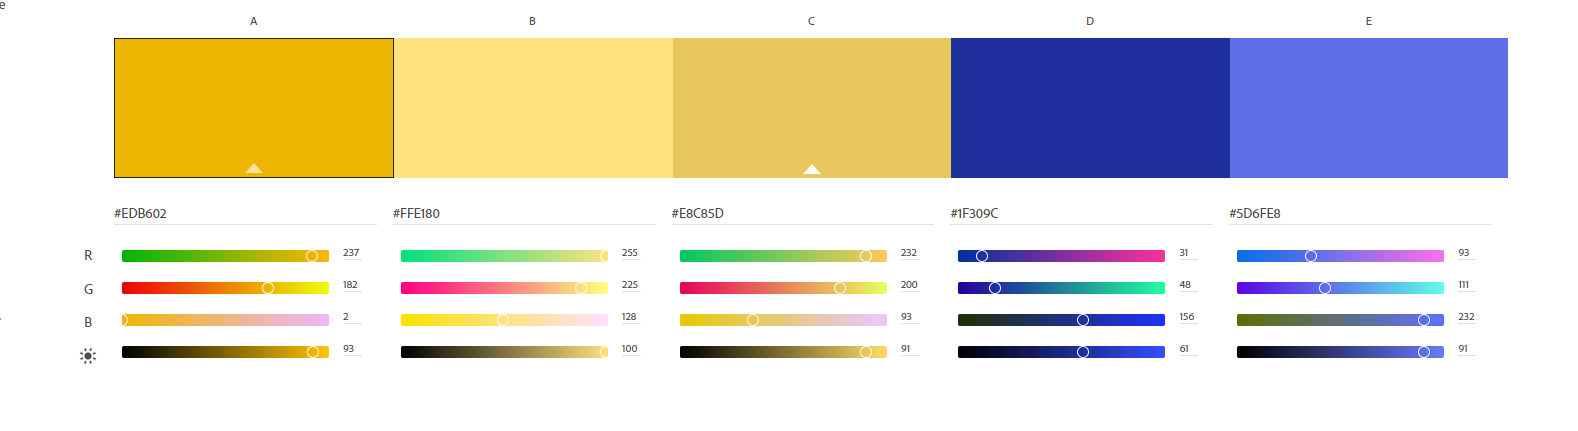 e
A B C D E
#EDB602 #FFE180 #E8C85D #1F309C #5D6FE8
R 237 255 232 31 93
G 182 225 200 48 111
B 2 128 93 156 232
93 100 91 61 91